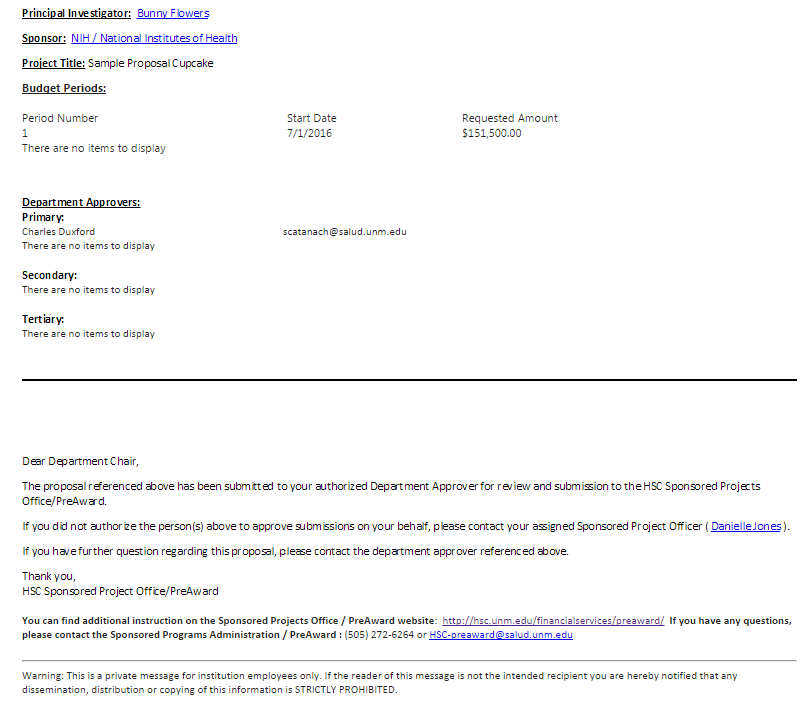 Principal Investigator: Bunny Flowers
Sponsor: NIH / National Institutes of Health
Project Title: Sample Proposal Cupcake
Budget Periods:
Period Number Start Date Requested Amount
1 7/1/2016 $151,500.00
There are no items to display
Department Approvers:
Primary:
Charles Duxford scatanach@salud.unm.edu
There are no items to display
Secondary:
There are no items to display
Tertiary:
There are no items to display
Dear Department Chair,
The proposal referenced above has been submitted to your authorized Department Approver for review and submission to the HSC Sponsored Projects
Office/PreAward.
If you did not authorize the person(s) above to approve submissions on your behalf, please contact your assigned Sponsored Project Officer ( Danielle Jones ).
If you have further question regarding this proposal, please contact the department approver referenced above.
Thank you,
HSC Sponsored Project Office/PreAward
You can find additional instruction on the Sponsored Projects Office / PreAward website: http://hsc.unm.edu/financialservices/preaward/ If you have any questions,
please contact the Sponsored Programs Administration / PreAward : (505) 272-6264 or HSC-preaward@salud.unm.edu
Warning: This is a private message for institution employees only. If the reader of this message is not the intended recipient you are hereby notified that any
dissemination, distribution or copying of this information is STRICTLY PROHIBITED.